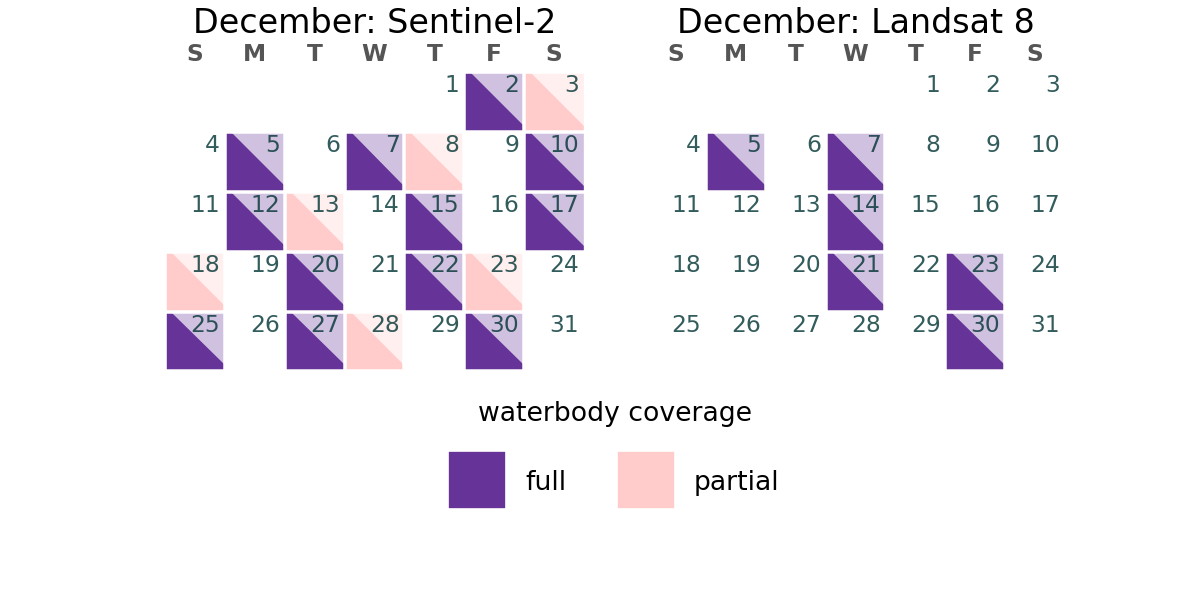 December: Sentinel-2
S M T W T F S
1 2 3
4 5 6 7 8 9 10
11 12 13 14 15 16 17
18 19 20 21 22 23 24
25 26 27 28 29 30 31
December: Landsat 8
S M T W T F S
1 2 3
4 5 6 7 8 9 10
11 12 13 14 15 16 17
18 19 20 21 22 23 24
25 26 27 28 29 30 31
waterbody coverage
full partial